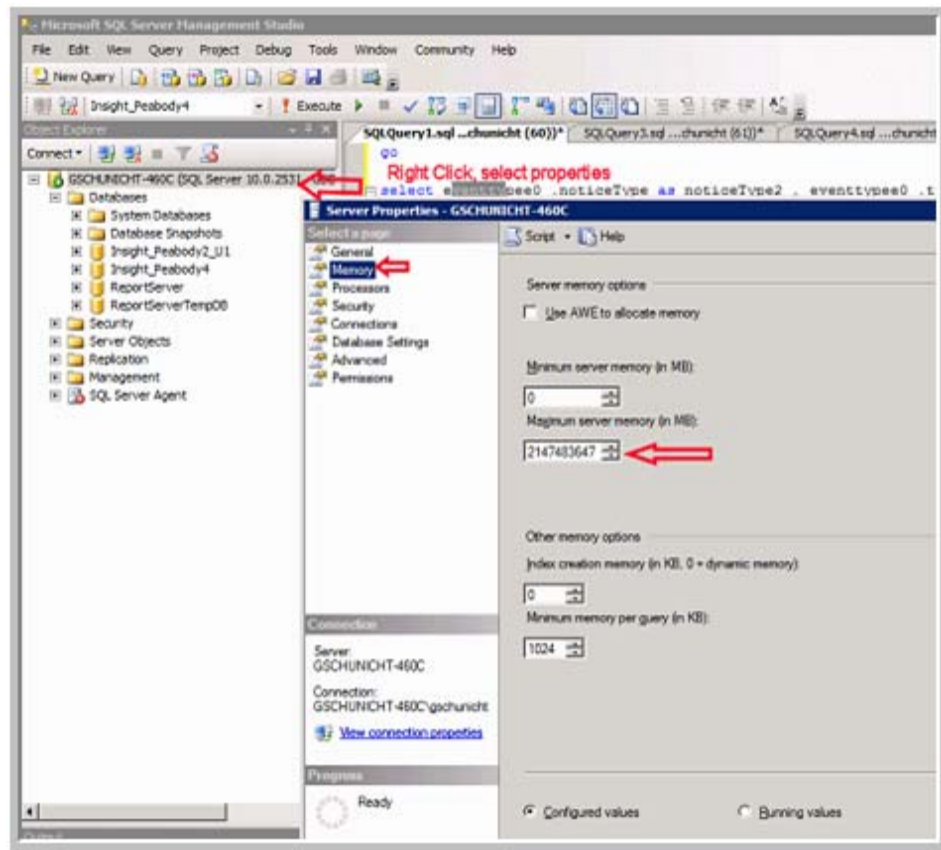 Microsoft SQL Server Management Studio
File Edit View Query Project Debug Tools Window Community Help
New Query
Insight_Peabody4 Execute
Object Explorer
SQLQuery1.sql ...chunicht (60))* SQLQuery3.sql ...chunicht (61))* SQLQuery4.sql ...chunicht
Connect
go
Right Click, select properties
GSCHUNICHT-460C (SQL Server 10.0.2531
select noticeType as noticeType2 , eventtypee0 .t
Databases
System Databases
Database Snapshots
Insight_Peabody2_U1
Insight_Peabody4
ReportServer
ReportServerTempDB
Security
Server Objects
Replication
Management
SQL Server Agent
Server Properties - GSCHUNICHT-460C
Select a page
General
Memory
Processors
Security
Connections
Database Settings
Advanced
Permissions
Script Help
Server memory options
Use AWE to allocate memory
Minimum server memory (in MB):
0
Maximum server memory (in MB):
2147483647
Other memory options
Index creation memory (in KB, 0 = dynamic memory)
0
Minimum memory per query (in KB):
1024
Connection
Server:
GSCHUNICHT-460C
Connection:
GSCHUNICHT-460C\gschunicht
View connection properties
Progress
Ready
Configured values Running values
Output